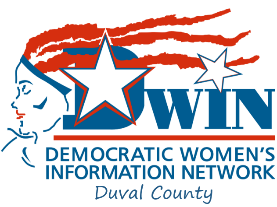 DWIN
DEMOCRATIC WOMEN'S
INFORMATION NETWORK
Duval County